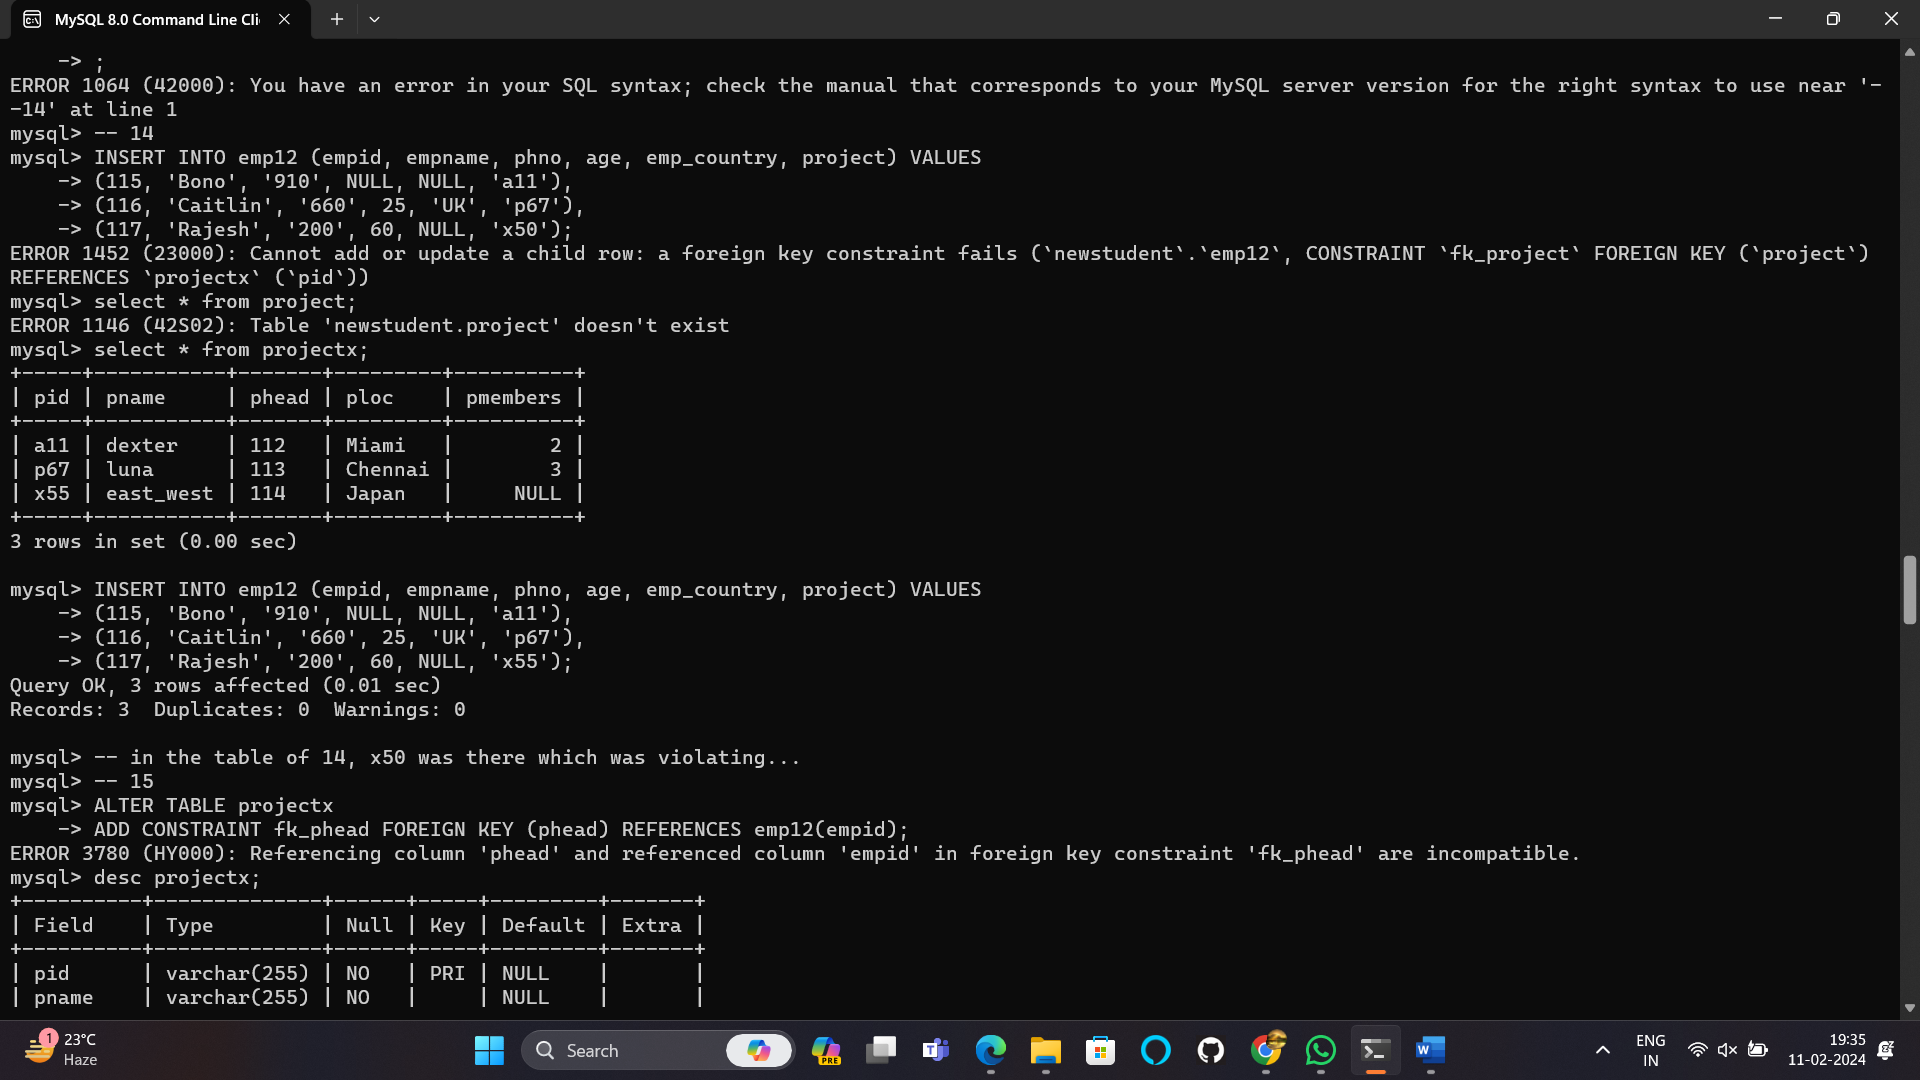 MySQL 8.0 Command Line Cli
    -> ;
ERROR 1064 (42000): You have an error in your SQL syntax; check the manual that corresponds to your MySQL server version for the right syntax to use near '-
-14' at line 1
mysql> -- 14
mysql> INSERT INTO emp12 (empid, empname, phno, age, emp_country, project) VALUES
    -> (115, 'Bono', '910', NULL, NULL, 'a11'),
    -> (116, 'Caitlin', '660', 25, 'UK', 'p67'),
    -> (117, 'Rajesh', '200', 60, NULL, 'x50');
ERROR 1452 (23000): Cannot add or update a child row: a foreign key constraint fails (`newstudent`.`emp12`, CONSTRAINT `fk_project` FOREIGN KEY (`project`)
REFERENCES `projectx` (`pid`))
mysql> select * from project;
ERROR 1146 (42S02): Table 'newstudent.project' doesn't exist
mysql> select * from projectx;
+-----+-----------+-------+---------+----------+
| pid | pname     | phead | ploc    | pmembers |
+-----+-----------+-------+---------+----------+
| a11 | dexter    | 112   | Miami   |        2 |
| p67 | luna      | 113   | Chennai |        3 |
| x55 | east_west | 114   | Japan   |     NULL |
+-----+-----------+-------+---------+----------+
3 rows in set (0.00 sec)
mysql> INSERT INTO emp12 (empid, empname, phno, age, emp_country, project) VALUES
    -> (115, 'Bono', '910', NULL, NULL, 'a11'),
    -> (116, 'Caitlin', '660', 25, 'UK', 'p67'),
    -> (117, 'Rajesh', '200', 60, NULL, 'x55');
Query OK, 3 rows affected (0.01 sec)
Records: 3  Duplicates: 0  Warnings: 0
mysql> -- in the table of 14, x50 was there which was violating...
mysql> -- 15
mysql> ALTER TABLE projectx
    -> ADD CONSTRAINT fk_phead FOREIGN KEY (phead) REFERENCES emp12(empid);
ERROR 3780 (HY000): Referencing column 'phead' and referenced column 'empid' in foreign key constraint 'fk_phead' are incompatible.
mysql> desc projectx;
+----------+--------------+------+-----+---------+-------+
| Field    | Type         | Null | Key | Default | Extra |
+----------+--------------+------+-----+---------+-------+
| pid      | varchar(255) | NO   | PRI | NULL    |       |
| pname    | varchar(255) | NO   |     | NULL    |       |
1
23°C
Haze
Search
PRE
T
W
ENG
IN
19:35
11-02-2024